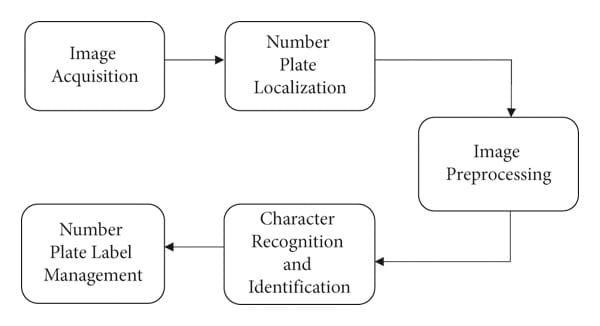 Image
Acquisition
Number
Plate
Localization
Image
Preprocessing
Character
Recognition
and
Identification
Number
Plate Label
Management